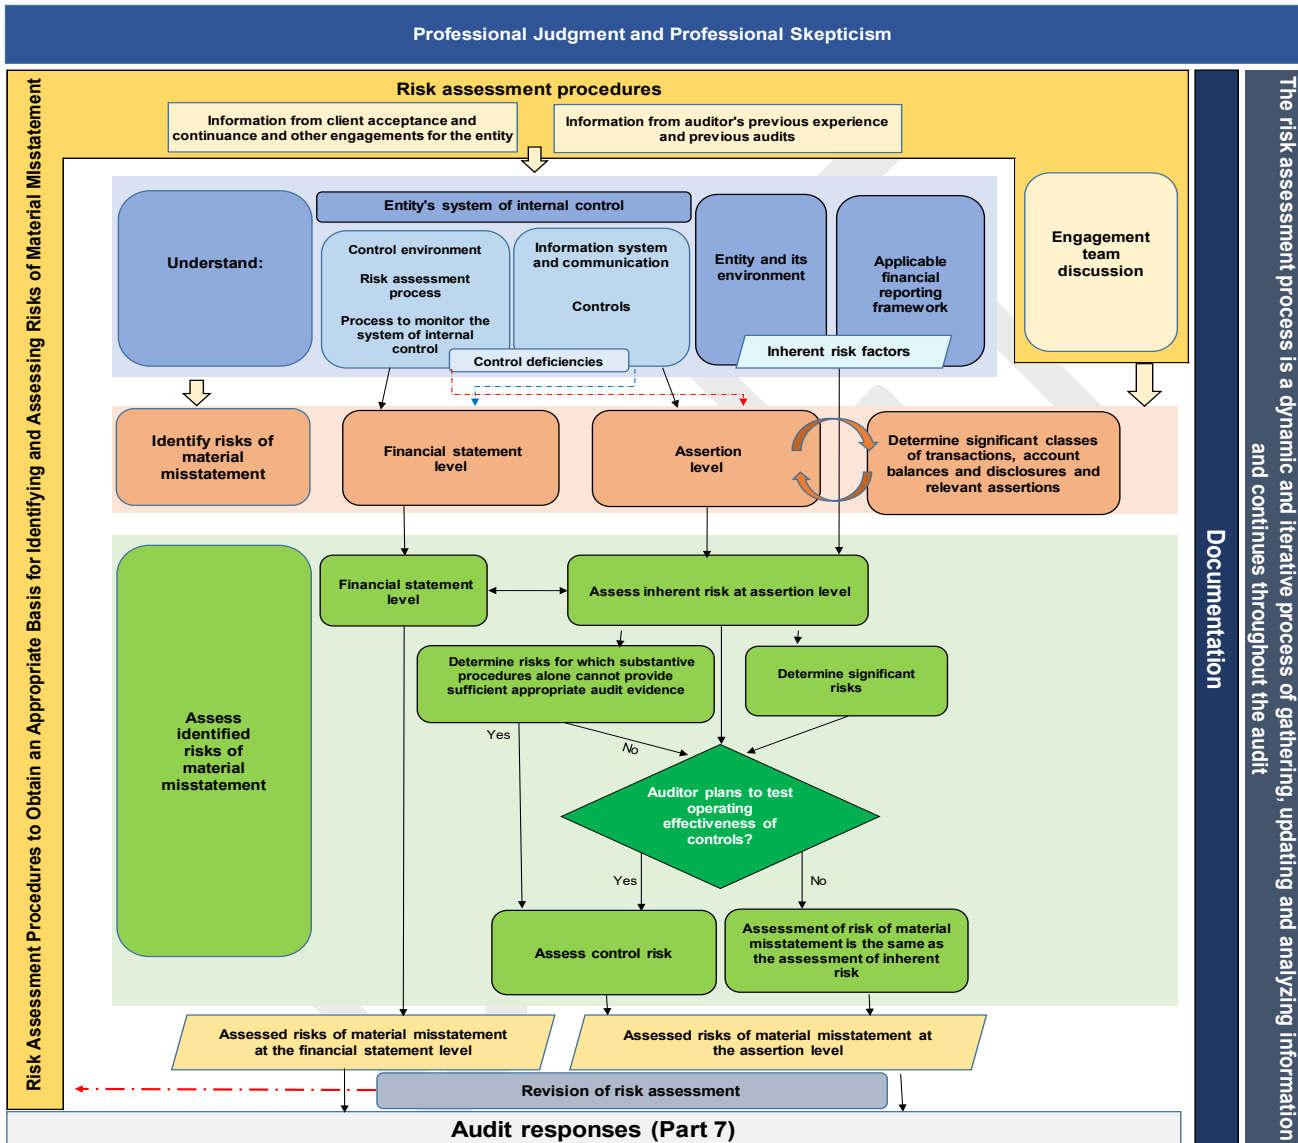 Professional Judgment and Professional Skepticism
Risk Assessment Procedures to Obtain an Appropriate Basis for Identifying and Assessing Risks of Material MIsstatement
Risk assessment procedures
Information from client acceptance and
continuance and other engagements for the entity
Information from auditor's previous experience
and previous audits
Understand:
Entity's system of internal control
Control environment
Risk assessment
process
Process to monitor the
system of internal
control
Information system
and communication
Controls
Control deficiencies
Entity and its
environment
Applicable
financial
reporting
framework
Inherent risk factors
Engagement
team
discussion
Identify risks of
material
misstatement
Financial statement
level
Assertion
level
Determine significant classes
of transactions, account
balances and disclosures and
relevant assertions
Assess
identified
risks of
material
misstatement
Financial statement
level
Assess inherent risk at assertion level
Determine risks for which substantive
procedures alone cannot provide
sufficient appropriate audit evidence
Determine significant
risks
Yes
No
Auditor plans to test
operating
effectiveness of
controls?
Yes
No
Assess control risk
Assessment of risk of material
misstatement is the same as
the assessment of inherent
risk
Assessed risks of material misstatement
at the financial statement level
Assessed risks of material misstatement at
the assertion level
Revision of risk assessment
Audit responses (Part 7)
Documentation
The risk assessment process is a dynamic and iterative process of gathering, updating and analyzing information
and continues throughout the audit